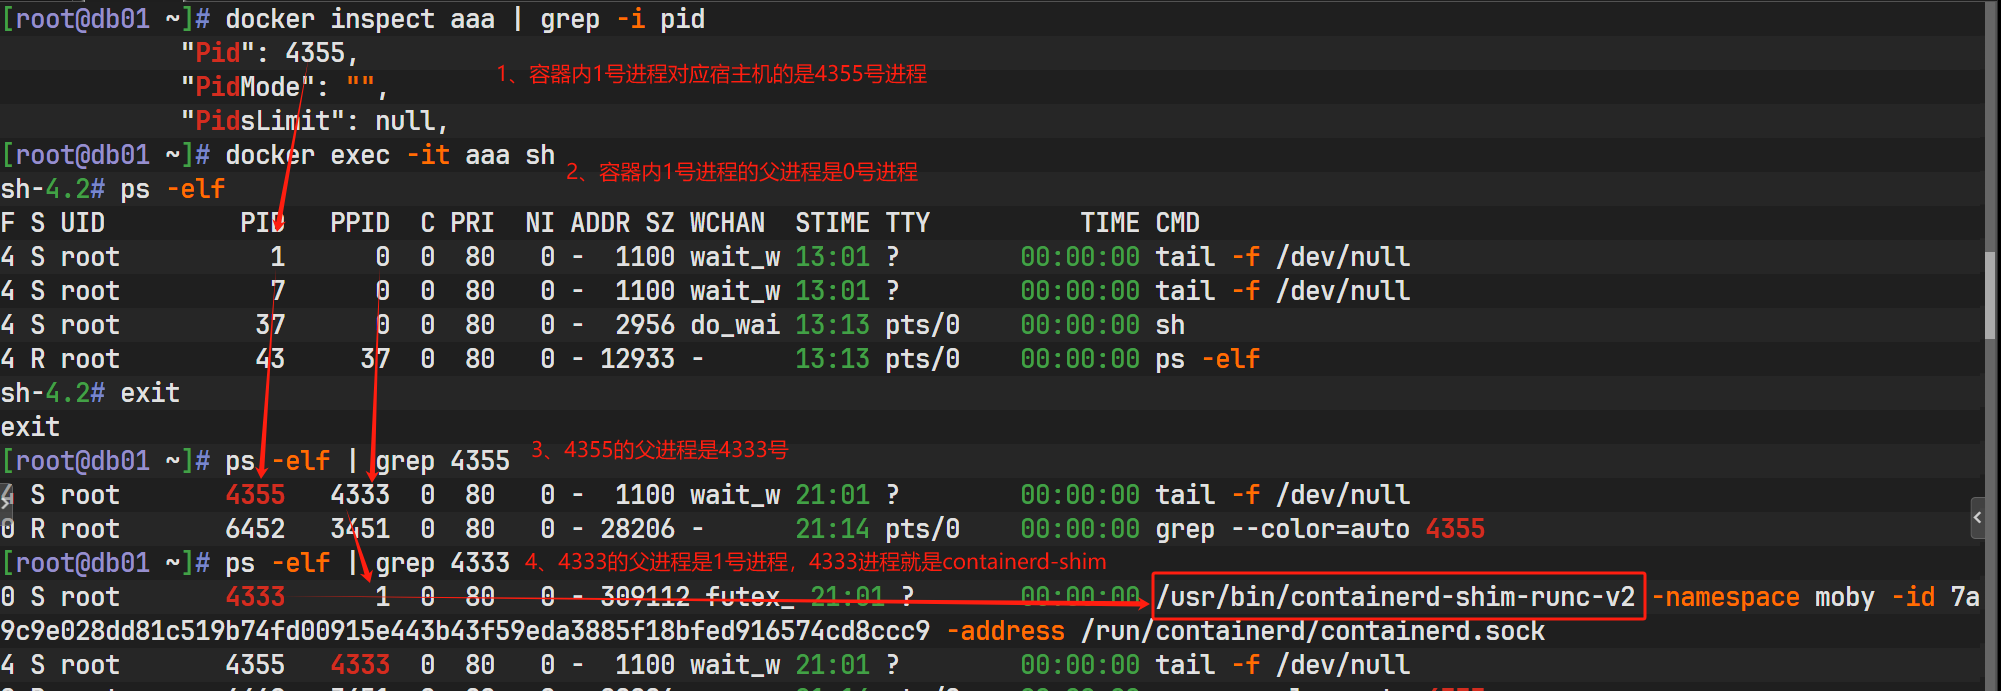 [root@db01 ~]# docker inspect aaa | grep -i pid
"Pid": 4355,
1、容器内1号进程对应宿主机的是4355号进程
"PidMode": "",
"PidsLimit": null,
[root@db01 ~]# docker exec -it aaa sh
2、容器内1号进程的父进程是0号进程
sh-4.2# ps -elf
F S UID PID PPID C PRI NI ADDR SZ WCHAN STIME TTY TIME CMD
4 S root 1 0 0 80 0 - 1100 wait_w 13:01 ? 00:00:00 tail -f /dev/null
4 S root 7 0 0 80 0 - 1100 wait_w 13:01 ? 00:00:00 tail -f /dev/null
4 S root 37 0 0 80 0 - 2956 do_wai 13:13 pts/0 00:00:00 sh
4 R root 43 37 0 80 0 - 12933 - 13:13 pts/0 00:00:00 ps -elf
sh-4.2# exit
exit
[root@db01 ~]# ps -elf | grep 4355
3、4355的父进程是4333号
4 S root 4355 4333 0 80 0 - 1100 wait_w 21:01 ? 00:00:00 tail -f /dev/null
0 R root 6452 3451 0 80 0 - 28206 - 21:14 pts/0 00:00:00 grep --color=auto 4355
[root@db01 ~]# ps -elf | grep 4333
4、4333的父进程是1号进程，4333进程就是containerd-shim
0 S root 4333 1 0 80 0 - 309112 futex_ 21:01 ? 00:00:00 /usr/bin/containerd-shim-runc-v2 -namespace moby -id 7a
9c9e028dd81c519b74fd00915e443b43f59eda3885f18bfed916574cd8ccc9 -address /run/containerd/containerd.sock
4 S root 4355 4333 0 80 0 - 1100 wait_w 21:01 ? 00:00:00 tail -f /dev/null